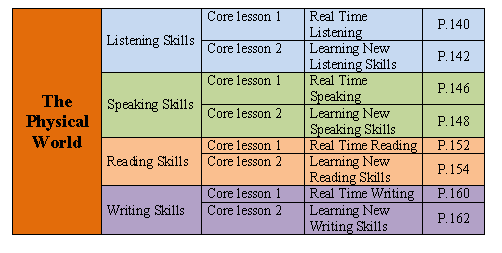 The
Physical
World
Listening Skills
Core lesson 1
Real Time
Listening
P.140
Core lesson 2
Learning New
Listening Skills
P.142
Speaking Skills
Core lesson 1
Real Time
Speaking
P.146
Core lesson 2
Learning New
Speaking Skills
P.148
Reading Skills
Core lesson 1
Real Time Reading
P.152
Core lesson 2
Learning New
Reading Skills
P.154
Writing Skills
Core lesson 1
Real Time Writing
P.160
Core lesson 2
Learning New
Writing Skills
P.162